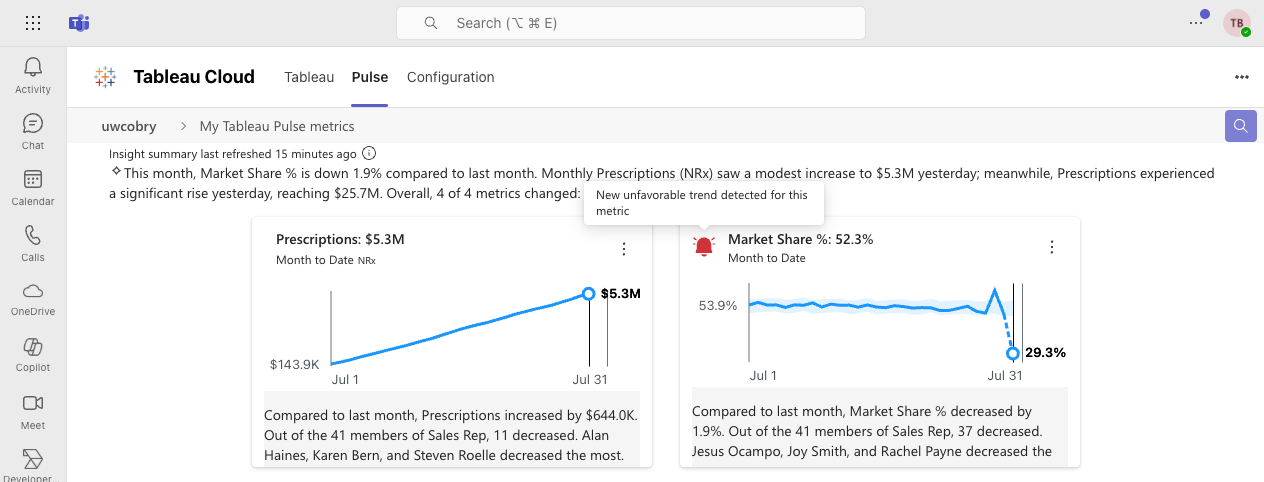 Search (⌥ ⌘ E)
TB
Activity
Chat
Calendar
Calls
OneDrive
Copilot
Meet
Developer...
Tableau Cloud
Tableau
Pulse
Configuration
uwcobry
My Tableau Pulse metrics
Insight summary last refreshed 15 minutes ago
This month, Market Share % is down 1.9% compared to last month. Monthly Prescriptions (NRx) saw a modest increase to $5.3M yesterday; meanwhile, Prescriptions experienced
a significant rise yesterday, reaching $25.7M. Overall, 4 of 4 metrics changed:
New unfavorable trend detected for this
metric
Prescriptions: $5.3M
Month to Date NRx
$5.3M
$143.9K
Jul 1
Jul 31
Compared to last month, Prescriptions increased by $644.0K.
Out of the 41 members of Sales Rep, 11 decreased. Alan
Haines, Karen Bern, and Steven Roelle decreased the most.
Market Share %: 52.3%
Month to Date
53.9%
29.3%
Jul 1
Jul 31
Compared to last month, Market Share % decreased by
1.9%. Out of the 41 members of Sales Rep, 37 decreased.
Jesus Ocampo, Joy Smith, and Rachel Payne decreased the